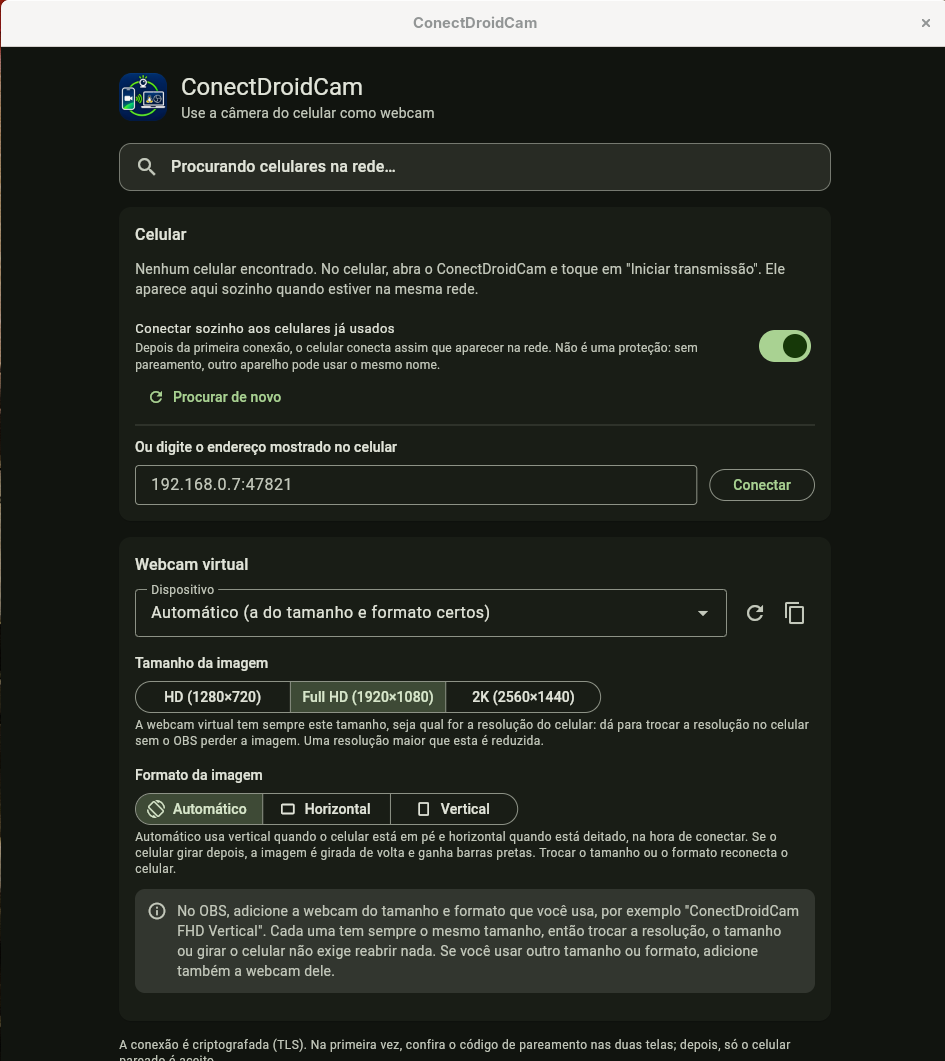 ConectDroidCam
×
ConectDroidCam
Use a câmera do celular como webcam
Procurando celulares na rede…
Celular
Nenhum celular encontrado. No celular, abra o ConectDroidCam e toque em "Iniciar transmissão". Ele
aparece aqui sozinho quando estiver na mesma rede.
Conectar sozinho aos celulares já usados
Depois da primeira conexão, o celular conecta assim que aparecer na rede. Não é uma proteção: sem
pareamento, outro aparelho pode usar o mesmo nome.
Procurar de novo
Ou digite o endereço mostrado no celular
192.168.0.7:47821
Conectar
Webcam virtual
Dispositivo
Automático (a do tamanho e formato certos)
Tamanho da imagem
HD (1280×720)
Full HD (1920×1080)
2K (2560×1440)
A webcam virtual tem sempre este tamanho, seja qual for a resolução do celular: dá para trocar a resolução no celular
sem o OBS perder a imagem. Uma resolução maior que esta é reduzida.
Formato da imagem
Automático
Horizontal
Vertical
Automático usa vertical quando o celular está em pé e horizontal quando está deitado, na hora de conectar. Se o
celular girar depois, a imagem é girada de volta e ganha barras pretas. Trocar o tamanho ou o formato reconecta o
celular.
No OBS, adicione a webcam do tamanho e formato que você usa, por exemplo "ConectDroidCam
FHD Vertical". Cada uma tem sempre o mesmo tamanho, então trocar a resolução, o tamanho
ou girar o celular não exige reabrir nada. Se você usar outro tamanho ou formato, adicione
também a webcam dele.
A conexão é criptografada (TLS). Na primeira vez, confira o código de pareamento nas duas telas; depois, só o celular
pareado é aceito.